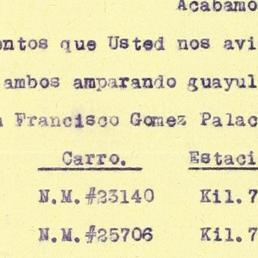 Acabamo
entos que Usted nos avi
ambos amparando guayul
Francisco Gomez Palac
Carro. Estaci
N.M.#23140 Kil.7
N.M.#25706 Kil.7